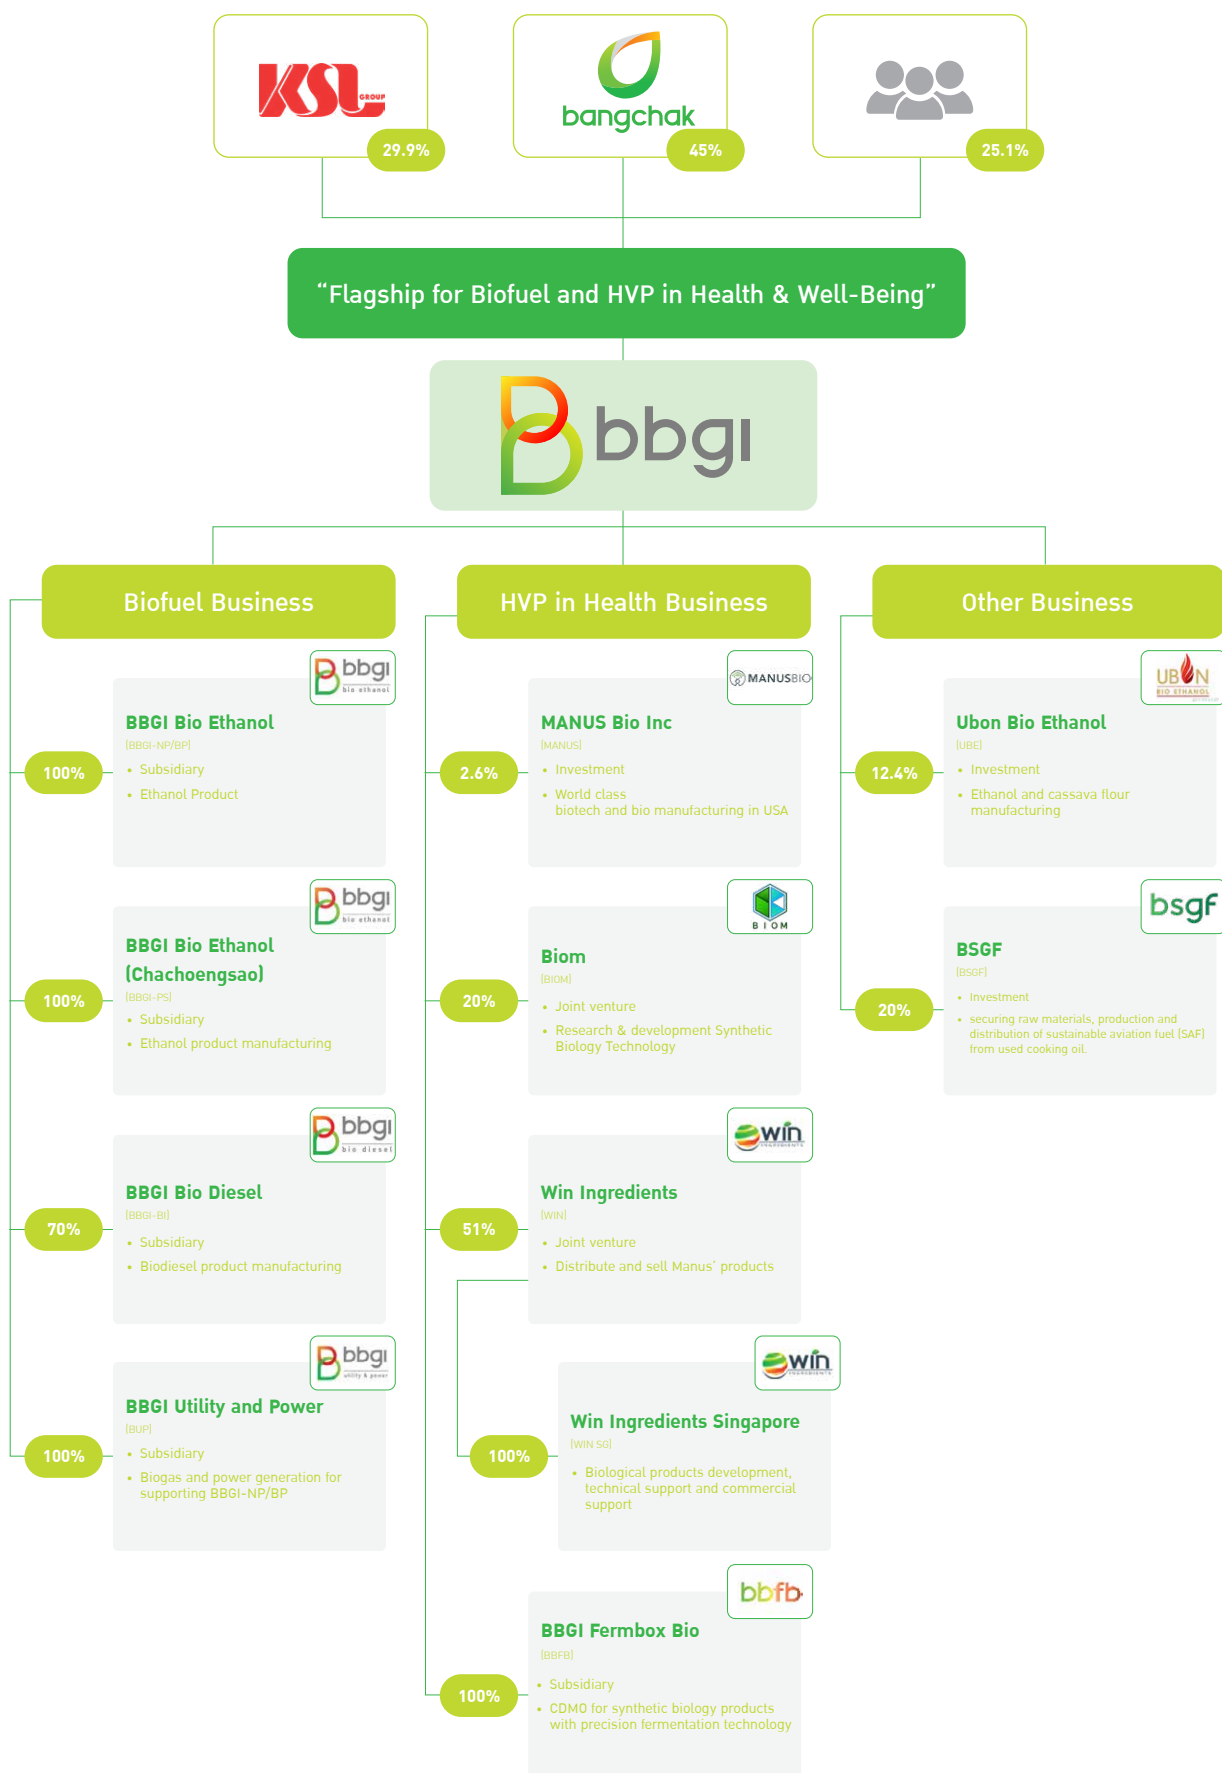 KSL GROUP
29.9%
bangchak
45%
25.1%
“Flagship for Biofuel and HVP in Health & Well-Being”
bbgi
Biofuel Business
bbgi
bio ethanol
BBGI Bio Ethanol
(BBGI-NP/BP)
100%
• Subsidiary
• Ethanol Product
bbgi
bio ethanol
BBGI Bio Ethanol
(Chachoengsao)
(BBGI-PS)
100%
• Subsidiary
• Ethanol product manufacturing
bbgi
bio diesel
BBGI Bio Diesel
(BBGI-BI)
70%
• Subsidiary
• Biodiesel product manufacturing
bbgi
utility & power
BBGI Utility and Power
(BUP)
100%
• Subsidiary
• Biogas and power generation for
supporting BBGI-NP/BP
HVP in Health Business
MANUSBIO
MANUS Bio Inc
(MANUS)
2.6%
• Investment
• World class
biotech and bio manufacturing in USA
BIOM
Biom
(BIOM)
20%
• Joint venture
• Research & development Synthetic
Biology Technology
win
INGREDIENTS
Win Ingredients
(WIN)
51%
• Joint venture
• Distribute and sell Manus’ products
win
INGREDIENTS
Win Ingredients Singapore
(WIN SG)
100%
• Biological products development,
technical support and commercial
support
bbfb
BBGI Fermbox Bio
(BBFB)
100%
• Subsidiary
• CDMO for synthetic biology products
with precision fermentation technology
Other Business
UBON
BIO ETHANOL
Ubon Bio Ethanol
(UBE)
12.4%
• Investment
• Ethanol and cassava flour
manufacturing
bsgf
BSGF
(BSGF)
20%
• Investment
• securing raw materials, production and
distribution of sustainable aviation fuel (SAF)
from used cooking oil.